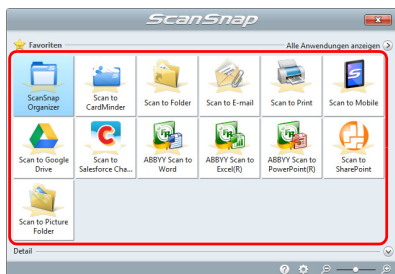 ScanSnap
Favoriten
Alle Anwendungen anzeigen
ScanSnap
Organizer
Scan to
CardMinder
Scan to Folder
Scan to E-mail
Scan to Print
Scan to Mobile
Scan to Google
Drive
Scan to
Salesforce Cha...
ABBYY Scan to
Word
ABBYY Scan to
Excel(R)
ABBYY Scan to
PowerPoint(R)
Scan to
SharePoint
Scan to Picture
Folder
Detail